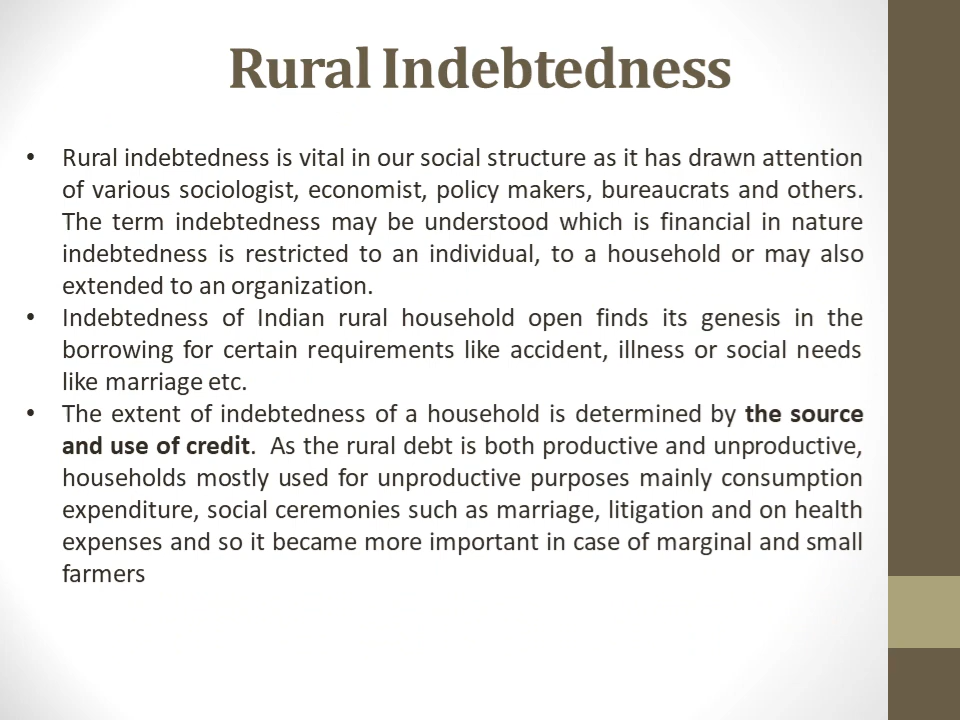 Rural Indebtedness
• Rural indebtedness is vital in our social structure as it has drawn attention
of various sociologist, economist, policy makers, bureaucrats and others.
The term indebtedness may be understood which is financial in nature
indebtedness is restricted to an individual, to a household or may also
extended to an organization.
• Indebtedness of Indian rural household open finds its genesis in the
borrowing for certain requirements like accident, illness or social needs
like marriage etc.
• The extent of indebtedness of a household is determined by the source
and use of credit. As the rural debt is both productive and unproductive,
households mostly used for unproductive purposes mainly consumption
expenditure, social ceremonies such as marriage, litigation and on health
expenses and so it became more important in case of marginal and small
farmers